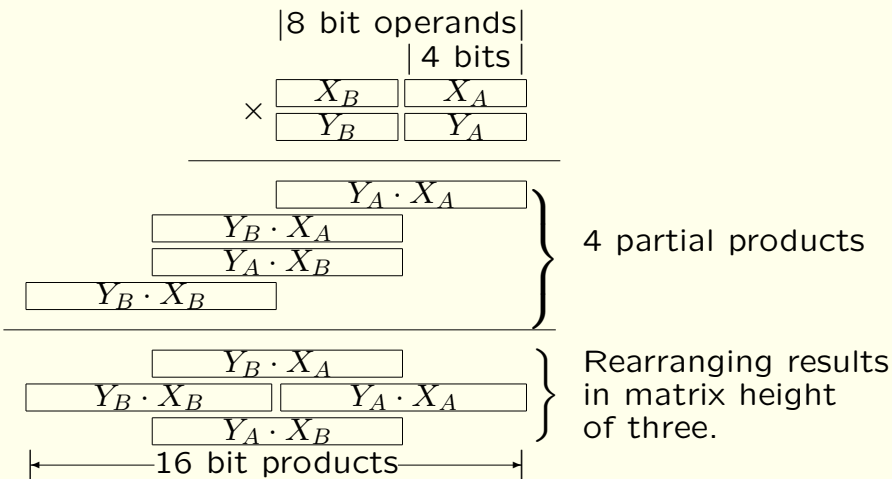 |8 bit operands|
|4 bits|
× X_B X_A
Y_B Y_A
Y_A · X_A
Y_B · X_A
4 partial products
Y_A · X_B
Y_B · X_B
Y_B · X_A
Rearranging results
Y_B · X_B Y_A · X_A
in matrix height
Y_A · X_B
of three.
16 bit products